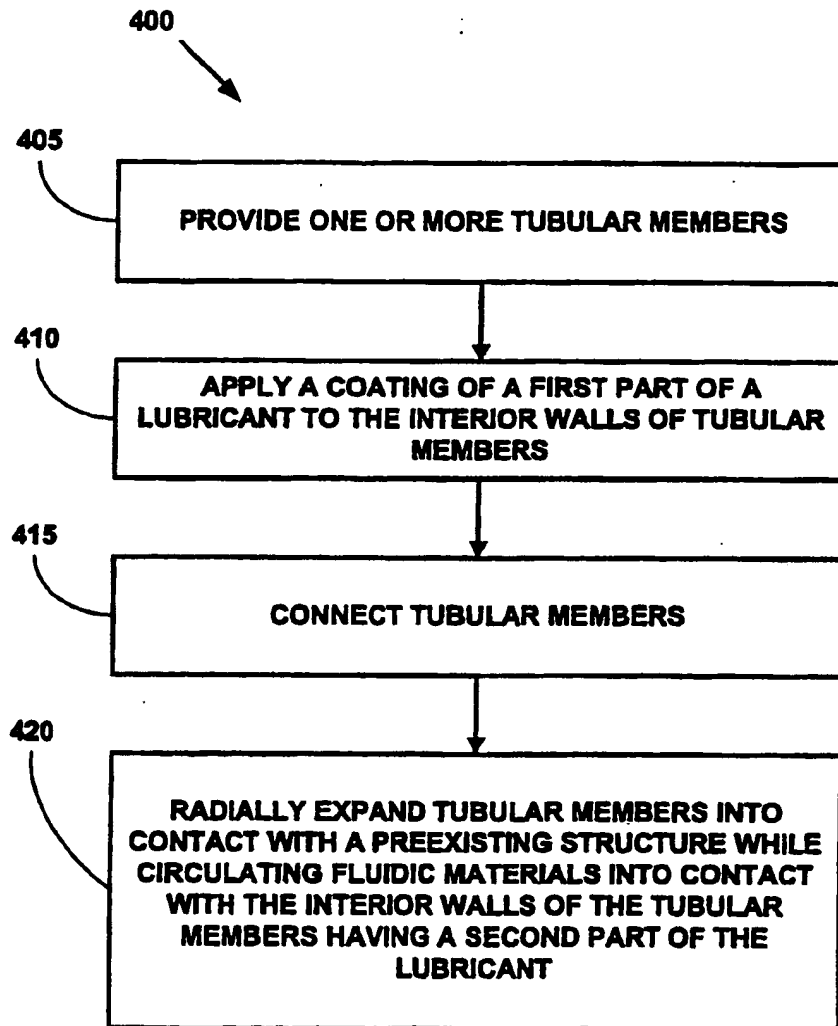 400
405
PROVIDE ONE OR MORE TUBULAR MEMBERS
410
APPLY A COATING OF A FIRST PART OF A
LUBRICANT TO THE INTERIOR WALLS OF TUBULAR
MEMBERS
415
CONNECT TUBULAR MEMBERS
420
RADIALLY EXPAND TUBULAR MEMBERS INTO
CONTACT WITH A PREEXISTING STRUCTURE WHILE
CIRCULATING FLUIDIC MATERIALS INTO CONTACT
WITH THE INTERIOR WALLS OF THE TUBULAR
MEMBERS HAVING A SECOND PART OF THE
LUBRICANT